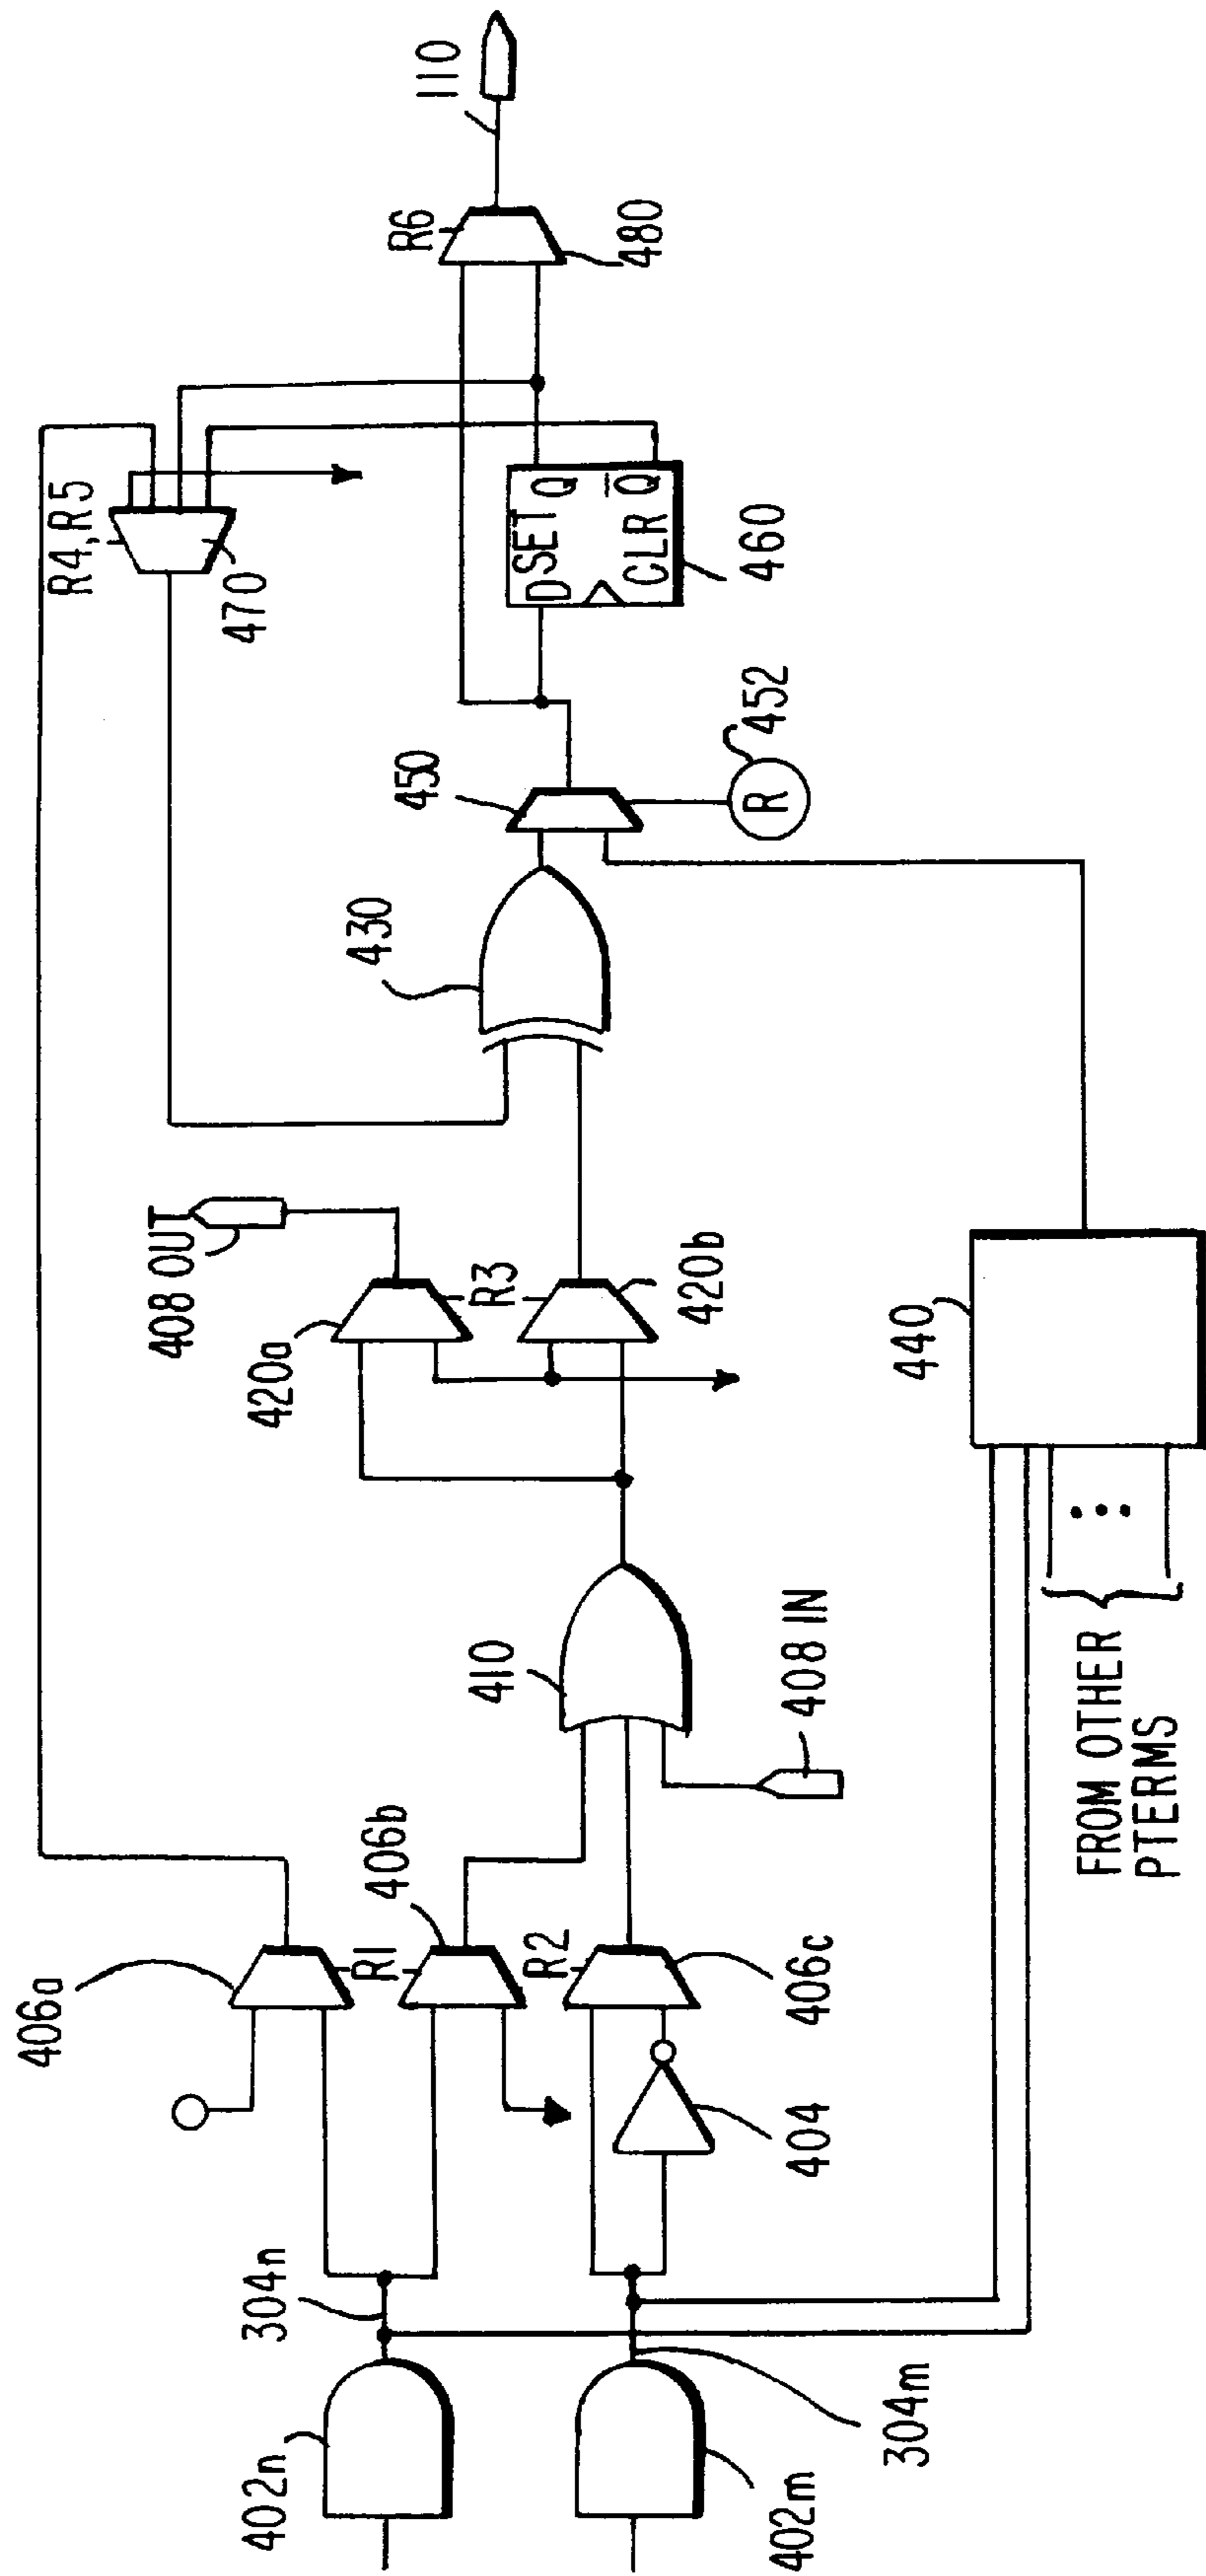 402n
304n
406a
R1
406b
R2
406c
404
402m
304m
410
408 IN
408 OUT
420a
R3
420b
430
440
FROM OTHER
PTERMS
450
R
452
R4,R5
470
D
SET
Q
CLR
Q̅
460
R6
480
110